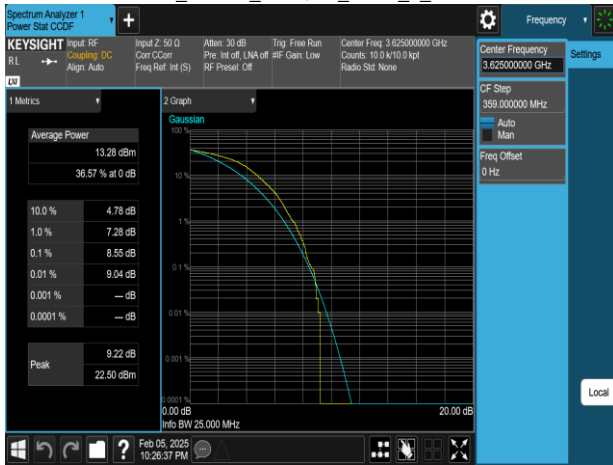 Spectrum Analyzer 1
Power Stat CCDF
Frequency
KEYSIGHT
RL
LXI
Input: RF
Coupling: DC
Align: Auto
Input Z: 50 Ω
Corr CCorr
Freq Ref: Int (S)
Atten: 30 dB
Pre: Int off, LNA off
RF Preset: Off
Trig: Free Run
#IF Gain: Low
Center Freq: 3.625000000 GHz
Counts: 10.0 k/10.0 kpt
Radio Std: None
Center Frequency
3.625000000 GHz
Settings
CF Step
359.000000 MHz
Auto
Man
Freq Offset
0 Hz
1 Metrics
2 Graph
Average Power
13.28 dBm
36.57 % at 0 dB
10.0 % 4.78 dB
1.0 % 7.28 dB
0.1 % 8.55 dB
0.01 % 9.04 dB
0.001 % --- dB
0.0001 % --- dB
Peak 9.22 dB
22.50 dBm
Gaussian
100 %
10 %
1 %
0.1 %
0.01 %
0.001 %
0.0001 %
0.00 dB 20.00 dB
Info BW 25.000 MHz
Local
?
Feb 05, 2025
10:26:37 PM